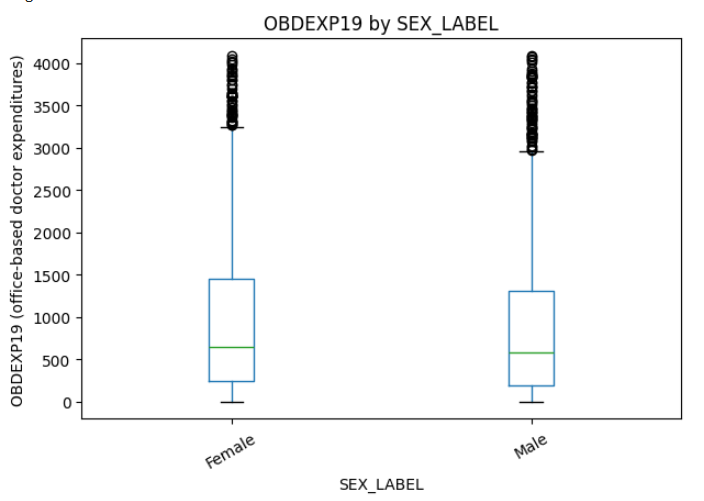 OBDEXP19 by SEX_LABEL
OBDEXP19 (office-based doctor expenditures)
4000
3500
3000
2500
2000
1500
1000
500
0
Female
Male
SEX_LABEL